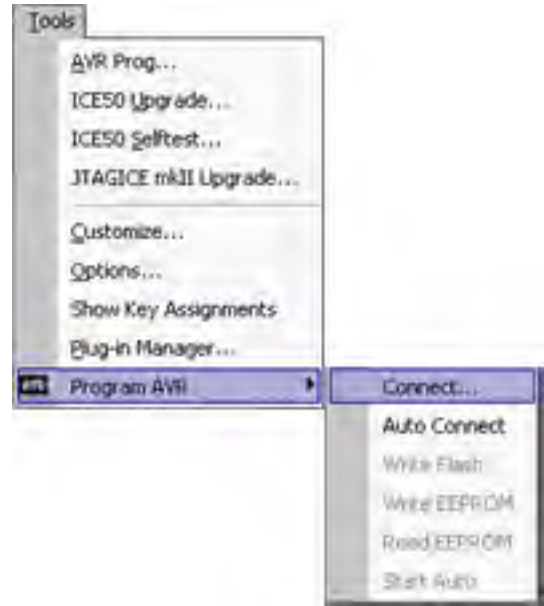 Tools
AVR Prog...
ICE50 Upgrade...
ICE50 Selftest...
JTAGICE mkII Upgrade...
Customize...
Options...
Show Key Assignments
Plug-in Manager...
AVR Program AVR
Connect...
Auto Connect
Write Flash
Write EEPROM
Read EEPROM
Start Auto